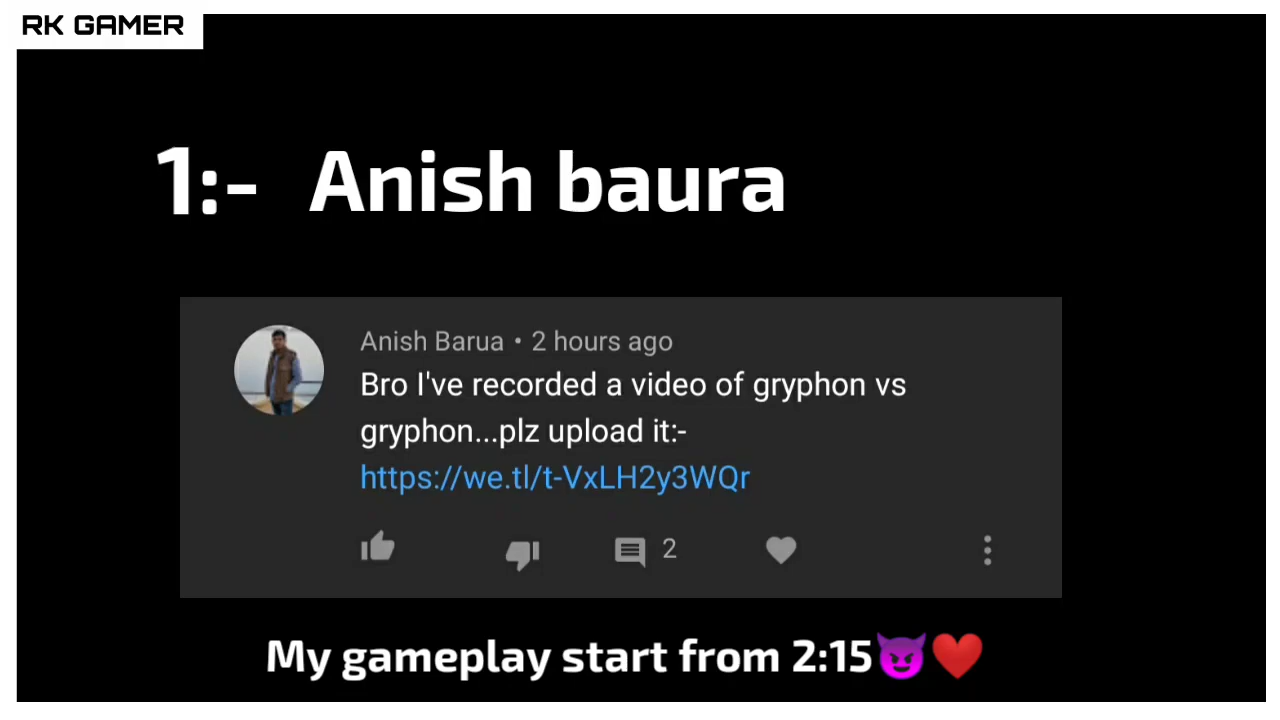 RK GAMER
1:- Anish baura
Anish Barua • 2 hours ago
Bro I've recorded a video of gryphon vs
gryphon...plz upload it:-
https://we.tl/t-VxLH2y3WQr
2
My gameplay start from 2:15😈❤️